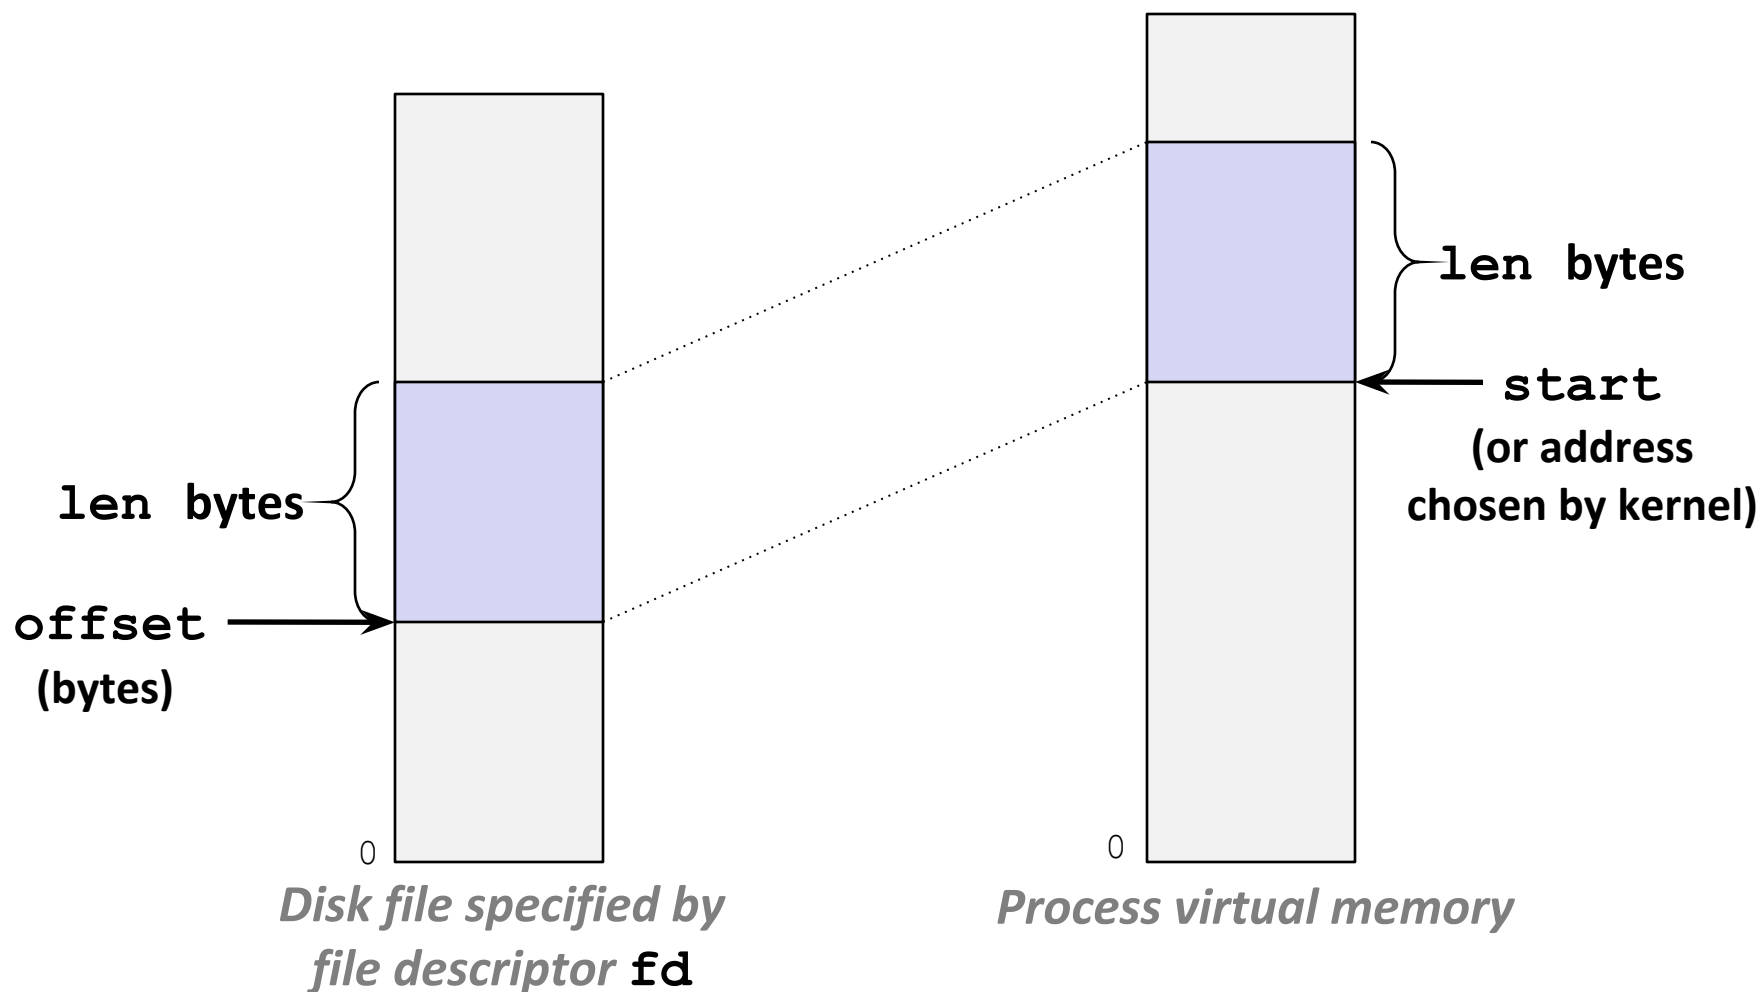 len bytes
start
(or address
chosen by kernel)
len bytes
offset
(bytes)
0
0
Disk file specified by
file descriptor fd
Process virtual memory